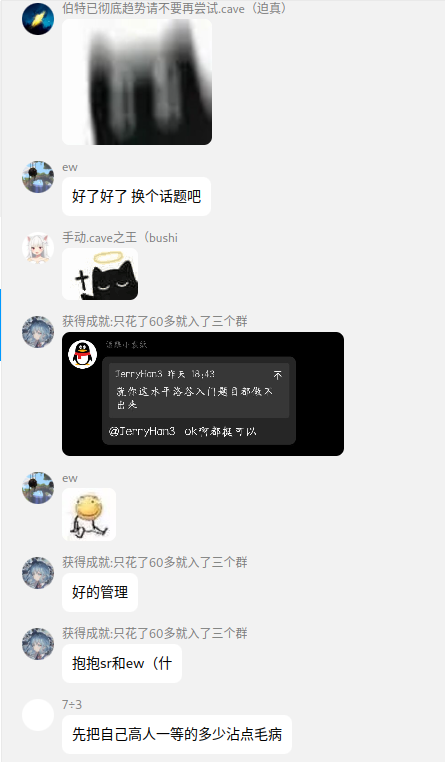 伯特已彻底趋势请不要再尝试.cave（迫真）
ew
好了好了 换个话题吧
手动.cave之王（bushi
获得成就:只花了60多就入了三个群
JerryHan3 昨天 18:43
就你这水平洛谷入门题目都做不
出来
@JerryHan3 ok啊都挺可以
ew
获得成就:只花了60多就入了三个群
好的管理
获得成就:只花了60多就入了三个群
抱抱sr和ew（什
7÷3
先把自己高人一等的多少沾点毛病